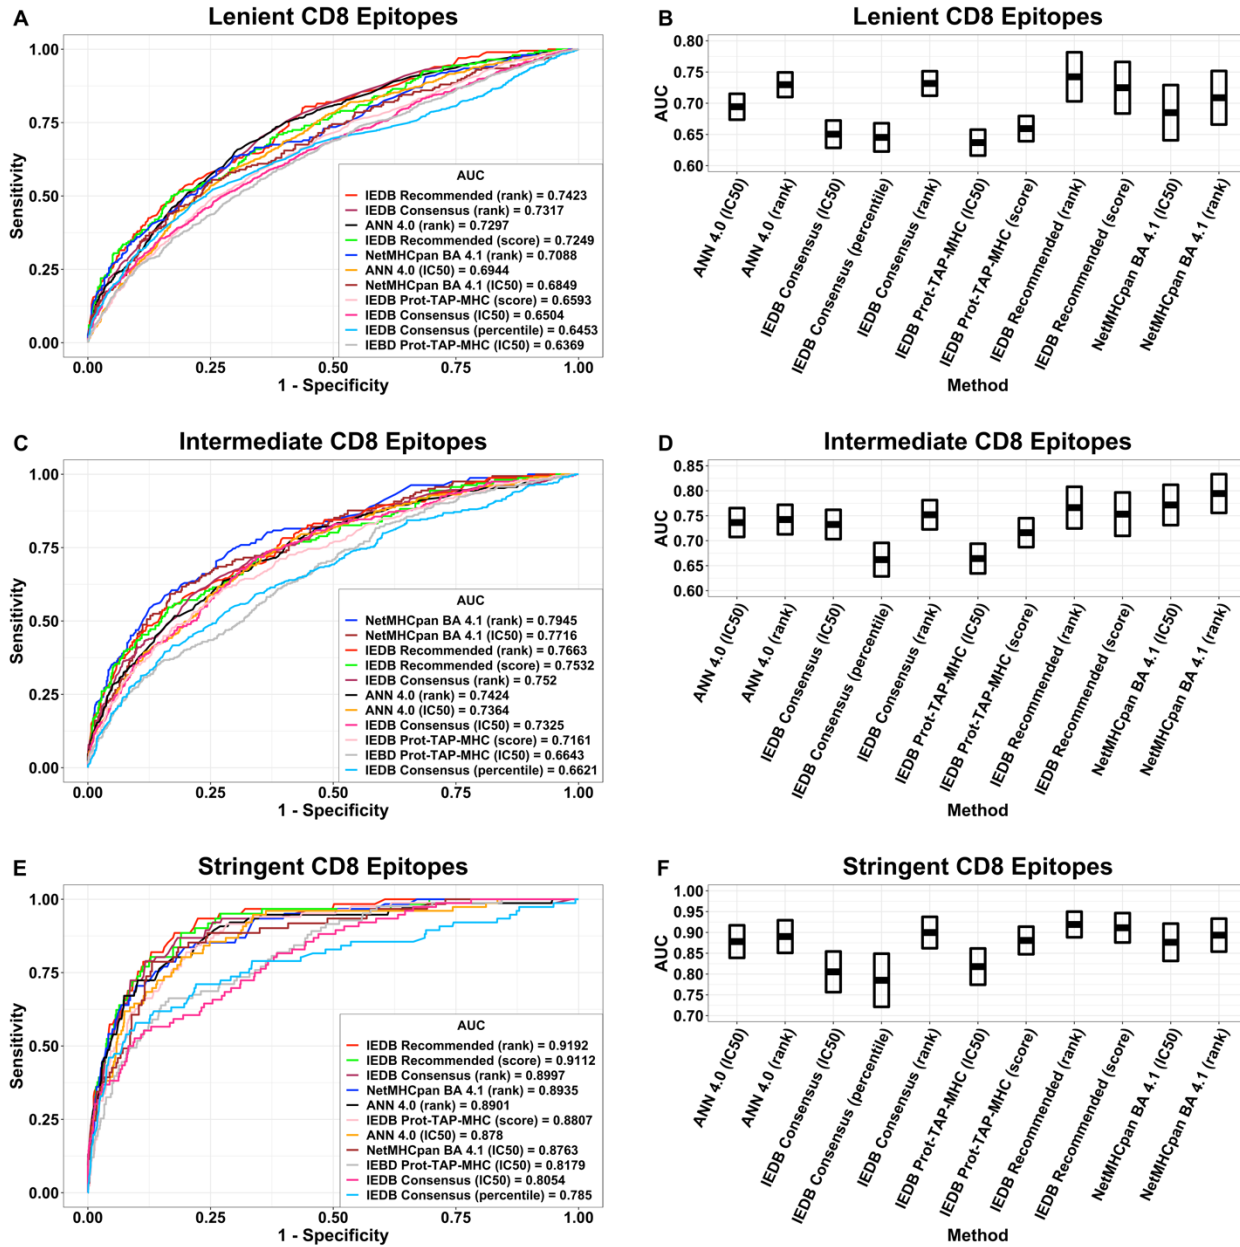 A
Lenient CD8 Epitopes
1.00
0.75
0.50
0.25
0.00
Sensitivity
AUC
IEDB Recommended (rank) = 0.7423
IEDB Consensus (rank) = 0.7317
ANN 4.0 (rank) = 0.7297
IEDB Recommended (score) = 0.7249
NetMHCpan BA 4.1 (rank) = 0.7088
ANN 4.0 (IC50) = 0.6944
NetMHCpan BA 4.1 (IC50) = 0.6849
IEDB Prot-TAP-MHC (score) = 0.6593
IEDB Consensus (IC50) = 0.6504
IEDB Consensus (percentile) = 0.6453
IEBD Prot-TAP-MHC (IC50) = 0.6369
0.00 0.25 0.50 0.75 1.00
1 - Specificity
B
Lenient CD8 Epitopes
0.80
0.75
0.70
0.65
0.60
AUC
ANN 4.0 (IC50)
ANN 4.0 (rank)
IEDB Consensus (IC50)
IEDB Consensus (percentile)
IEDB Consensus (rank)
IEDB Prot-TAP-MHC (IC50)
IEDB Prot-TAP-MHC (score)
IEDB Recommended (rank)
IEDB Recommended (score)
NetMHCpan BA 4.1 (IC50)
NetMHCpan BA 4.1 (rank)
Method
C
Intermediate CD8 Epitopes
1.00
0.75
0.50
0.25
0.00
Sensitivity
AUC
NetMHCpan BA 4.1 (rank) = 0.7945
NetMHCpan BA 4.1 (IC50) = 0.7716
IEDB Recommended (rank) = 0.7663
IEDB Recommended (score) = 0.7532
IEDB Consensus (rank) = 0.752
ANN 4.0 (rank) = 0.7424
ANN 4.0 (IC50) = 0.7364
IEDB Consensus (IC50) = 0.7325
IEDB Prot-TAP-MHC (score) = 0.7161
IEBD Prot-TAP-MHC (IC50) = 0.6643
IEDB Consensus (percentile) = 0.6621
0.00 0.25 0.50 0.75 1.00
1 - Specificity
D
Intermediate CD8 Epitopes
0.85
0.80
0.75
0.70
0.65
0.60
AUC
ANN 4.0 (IC50)
ANN 4.0 (rank)
IEDB Consensus (IC50)
IEDB Consensus (percentile)
IEDB Consensus (rank)
IEDB Prot-TAP-MHC (IC50)
IEDB Prot-TAP-MHC (score)
IEDB Recommended (rank)
IEDB Recommended (score)
NetMHCpan BA 4.1 (IC50)
NetMHCpan BA 4.1 (rank)
Method
E
Stringent CD8 Epitopes
1.00
0.75
0.50
0.25
0.00
Sensitivity
AUC
IEDB Recommended (rank) = 0.9192
IEDB Recommended (score) = 0.9112
IEDB Consensus (rank) = 0.8997
NetMHCpan BA 4.1 (rank) = 0.8935
ANN 4.0 (rank) = 0.8901
IEDB Prot-TAP-MHC (score) = 0.8807
ANN 4.0 (IC50) = 0.878
NetMHCpan BA 4.1 (IC50) = 0.8763
IEBD Prot-TAP-MHC (IC50) = 0.8179
IEDB Consensus (IC50) = 0.8054
IEDB Consensus (percentile) = 0.785
0.00 0.25 0.50 0.75 1.00
1 - Specificity
F
Stringent CD8 Epitopes
1.00
0.95
0.90
0.85
0.80
0.75
0.70
AUC
ANN 4.0 (IC50)
ANN 4.0 (rank)
IEDB Consensus (IC50)
IEDB Consensus (percentile)
IEDB Consensus (rank)
IEDB Prot-TAP-MHC (IC50)
IEDB Prot-TAP-MHC (score)
IEDB Recommended (rank)
IEDB Recommended (score)
NetMHCpan BA 4.1 (IC50)
NetMHCpan BA 4.1 (rank)
Method